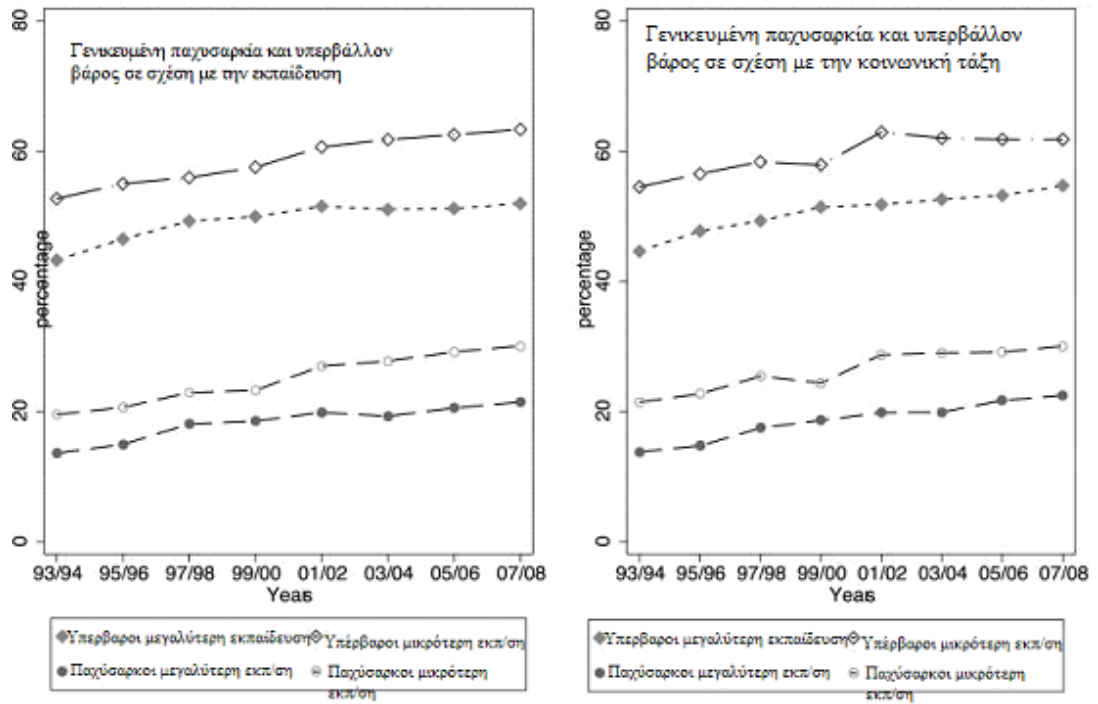 Γενικευμένη παχυσαρκία και υπερβάλλον
βάρος σε σχέση με την εκπαίδευση
80
60
40
20
0
percentage
93/94 95/96 97/98 99/00 01/02 03/04 05/06 07/08
Years
Υπερβαροι μεγαλύτερη εκπαίδευση Υπέρβαροι μικρότερη εκπ/ση
Παχύσαρκοι μεγαλύτερη εκπ/ση Παχύσαρκοι μικρότερη
εκπ/ση
Γενικευμένη παχυσαρκία και υπερβάλλον
βάρος σε σχέση με την κοινωνική τάξη
80
60
40
20
0
percentage
93/94 95/96 97/98 99/00 01/02 03/04 05/06 07/08
Years
Υπερβαροι μεγαλύτερη εκπαίδευση Υπέρβαροι μικρότερη εκπ/ση
Παχύσαρκοι μεγαλύτερη εκπ/ση Παχύσαρκοι μικρότερη
εκπ/ση